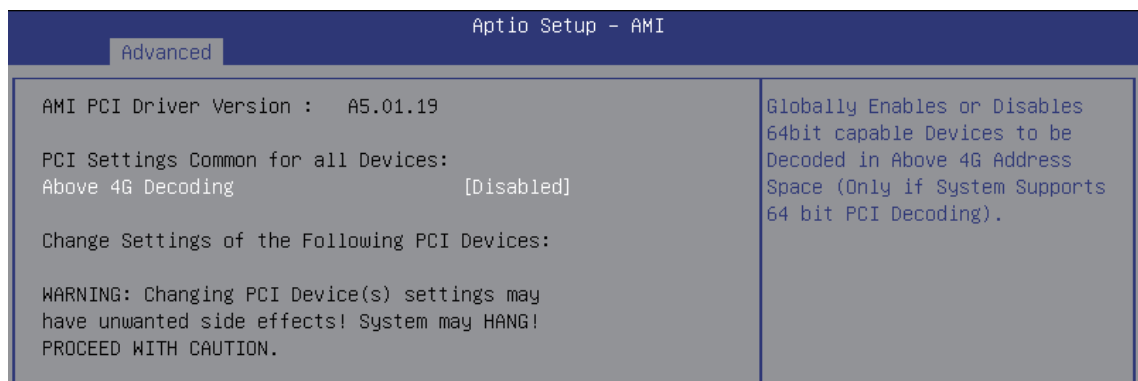 Aptio Setup – AMI
Advanced
AMI PCI Driver Version : A5.01.19
PCI Settings Common for all Devices:
Above 4G Decoding [Disabled]
Change Settings of the Following PCI Devices:
WARNING: Changing PCI Device(s) settings may
have unwanted side effects! System may HANG!
PROCEED WITH CAUTION.
Globally Enables or Disables
64bit capable Devices to be
Decoded in Above 4G Address
Space (Only if System Supports
64 bit PCI Decoding).